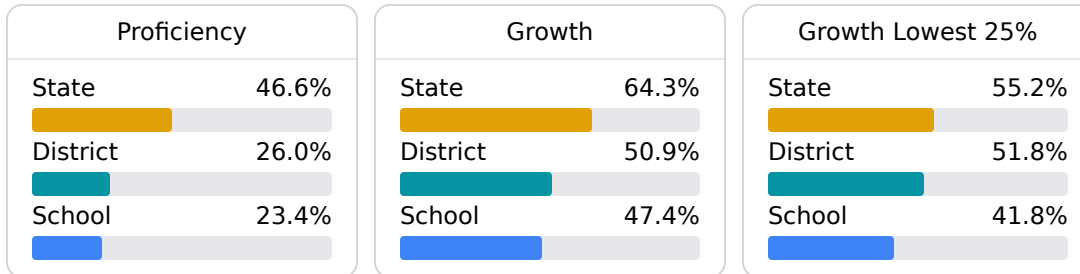 Proficiency
State 46.6%
District 26.0%
School 23.4%
Growth
State 64.3%
District 50.9%
School 47.4%
Growth Lowest 25%
State 55.2%
District 51.8%
School 41.8%